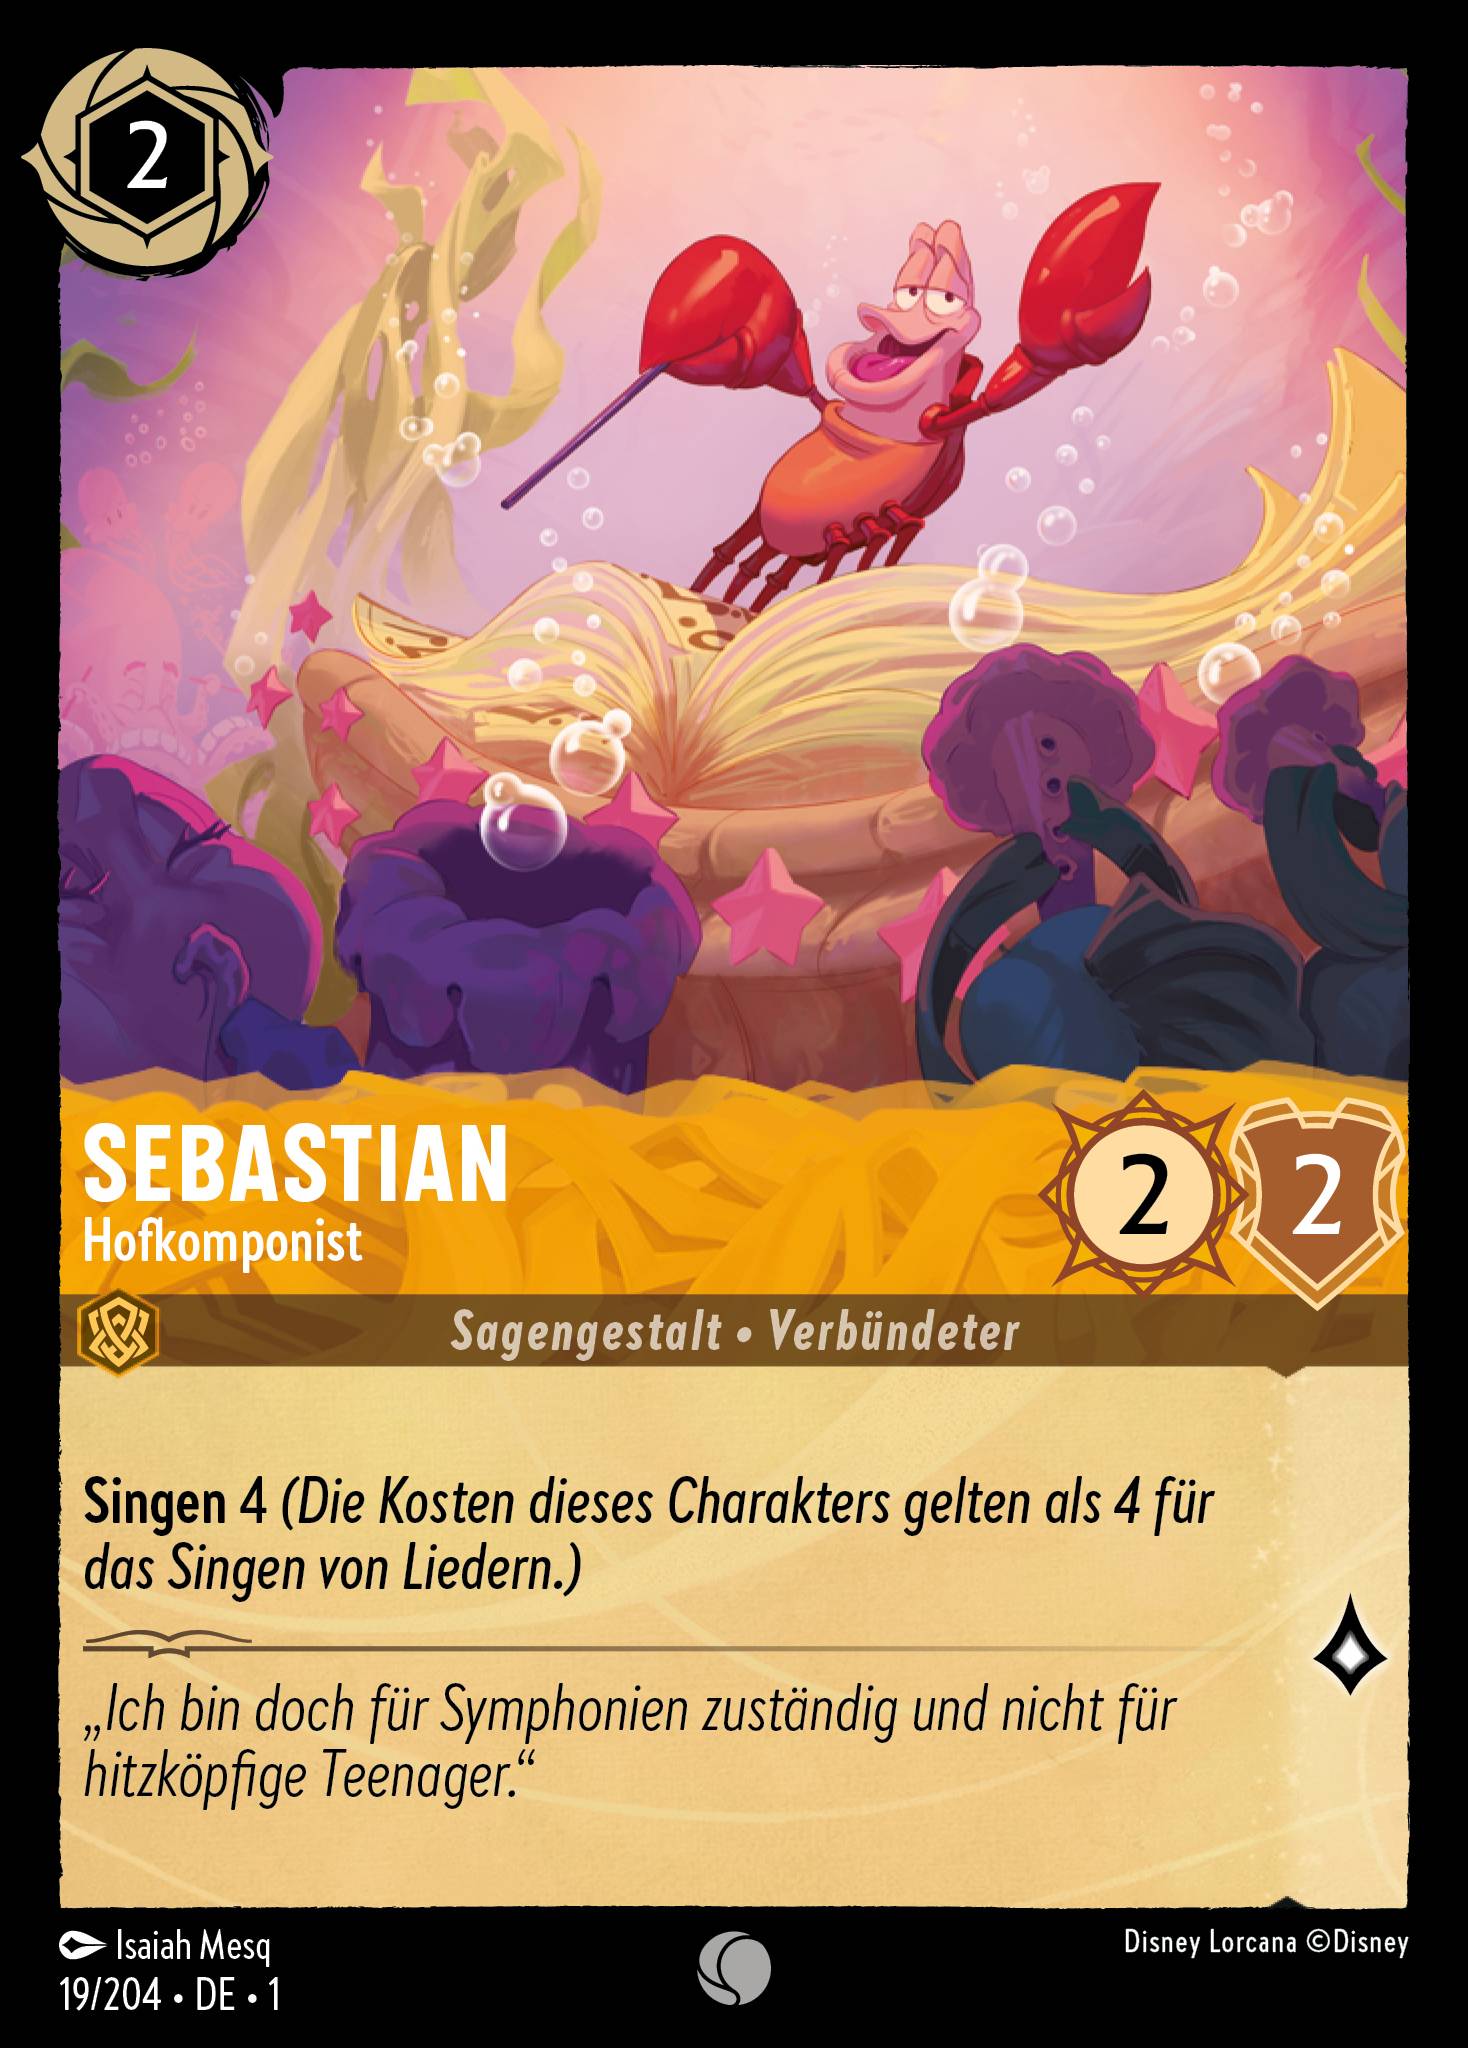 2
SEBASTIAN
Hofkomponist
2
2
Sagengestalt • Verbündeter
Singen 4 (Die Kosten dieses Charakters gelten als 4 für
das Singen von Liedern.)
„Ich bin doch für Symphonien zuständig und nicht für
hitzköpfige Teenager.“
Isaiah Mesq
19/204 • DE • 1
Disney Lorcana ©Disney